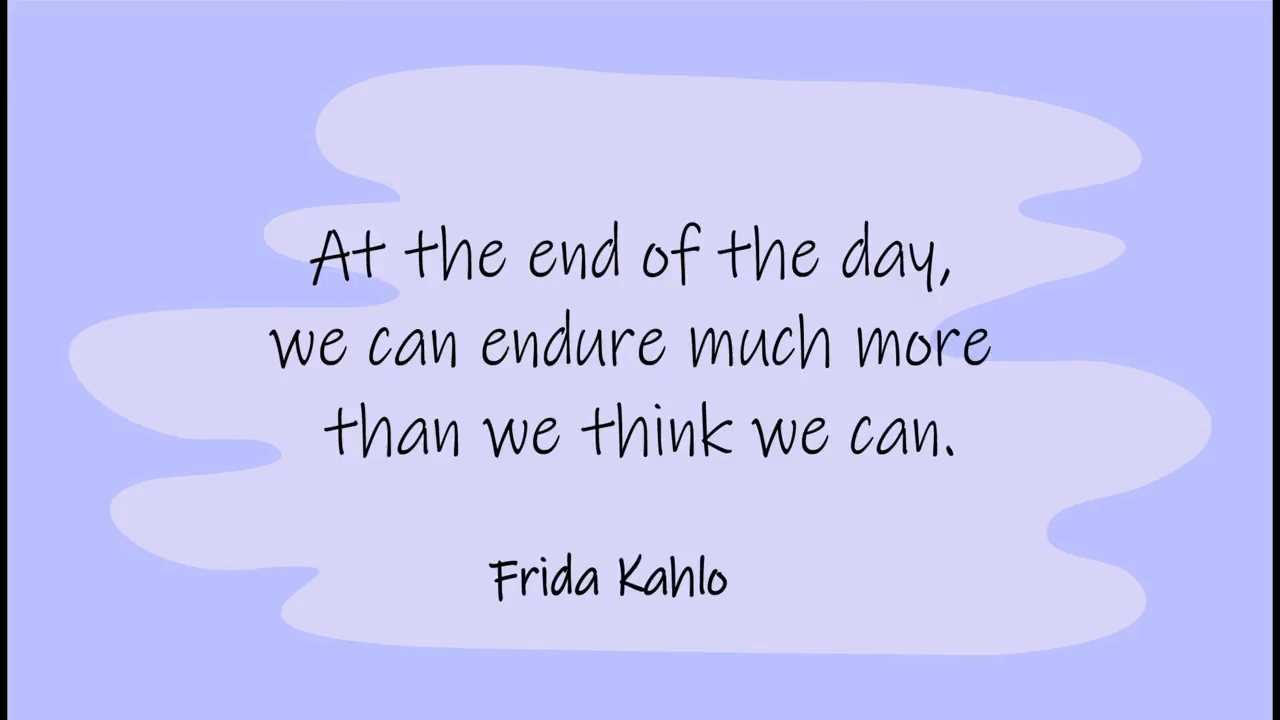 At the end of the day,
we can endure much more
than we think we can.
Frida Kahlo